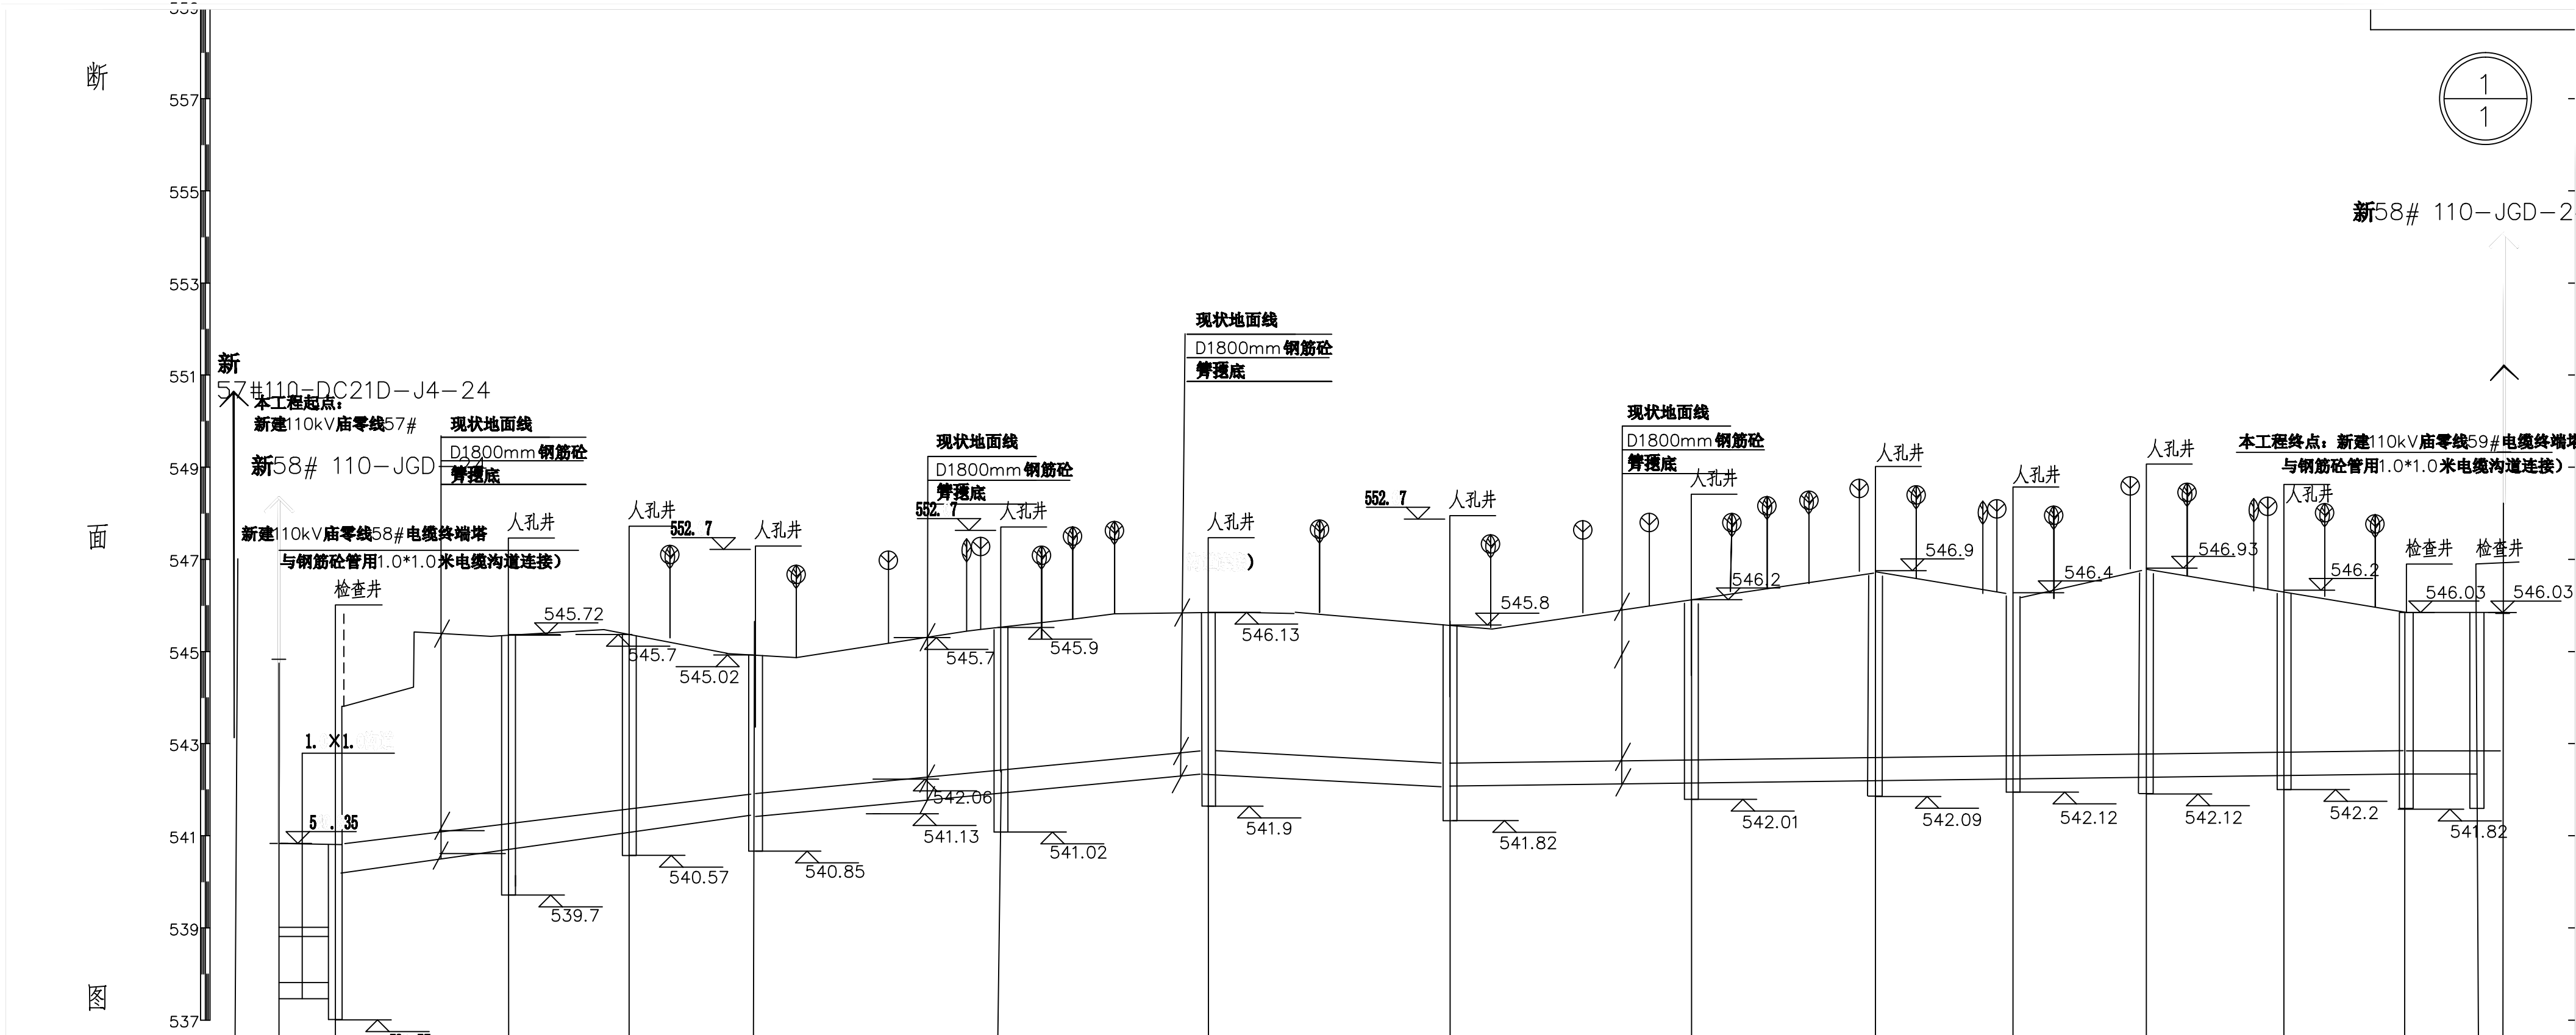 559
断
557
1
1
555
新58# 110-JGD-2
553
现状地面线
D1800mm钢筋砼
551
新
57#110-DC21D-J4-24
本工程起点：
新建110kV庙零线57#
现状地面线
D1800mm钢筋砼
549
新58# 110-JGD-24
现状地面线
D1800mm钢筋砼
552. 7
人孔井
现状地面线
D1800mm钢筋砼
人孔井
人孔井
人孔井
人孔井
本工程终点：新建110kV庙零线59#电缆终端塔
与钢筋砼管用1.0*1.0米电缆沟道连接）
人孔井
552. 7
人孔井
人孔井
人孔井
552. 7
人孔井
人孔井
面
新建110kV庙零线58#电缆终端塔
与钢筋砼管用1.0*1.0米电缆沟道连接）
547
）
546.9
546.93
检查井
检查井
检查井
546.2
546.4
546.2
546.03
546.03
545.72
545.8
546.13
545
545.7
545.02
545.7
545.9
543
1. ×1.
542.06
541
5 . 35
541.13
541.02
541.9
541.82
542.01
542.09
542.12
542.12
542.2
541.82
540.57
540.85
539.7
539
图
537